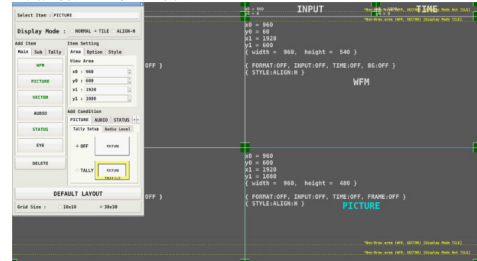 Select Item : PICTURE
Display Mode : NORMAL TILE ALIGN-H
Add Item
Main Sub Tally
WFM
PICTURE
VECTOR
AUDIO
STATUS
EYE
DELETE
Item Setting
Area Option Style
View Area
x0 : 960
y0 : 600
x1 : 1920
y1 : 1080
Add Condition
PICTURE AUDIO STATUS
Tally Setup Audio Level
OFF PICTURE
TALLY PICTURE
DEFAULT LAYOUT
Grid Size : 10x10 30x30
OFF }
OFF }
INPUT
TIME
y0 = 60
x1 = 1920
y1 = 600
{ width = 960, height = 540 }
{ FORMAT:OFF, INPUT:OFF, TIME:OFF, BG:OFF }
{ STYLE:ALIGN:H }
WFM
x0 = 960
y0 = 600
x1 = 1920
y1 = 1080
{ width = 960, height = 480 }
{ FORMAT:OFF, INPUT:OFF, TIME:OFF, FRAME:OFF }
{ STYLE:ALIGN:H }
PICTURE